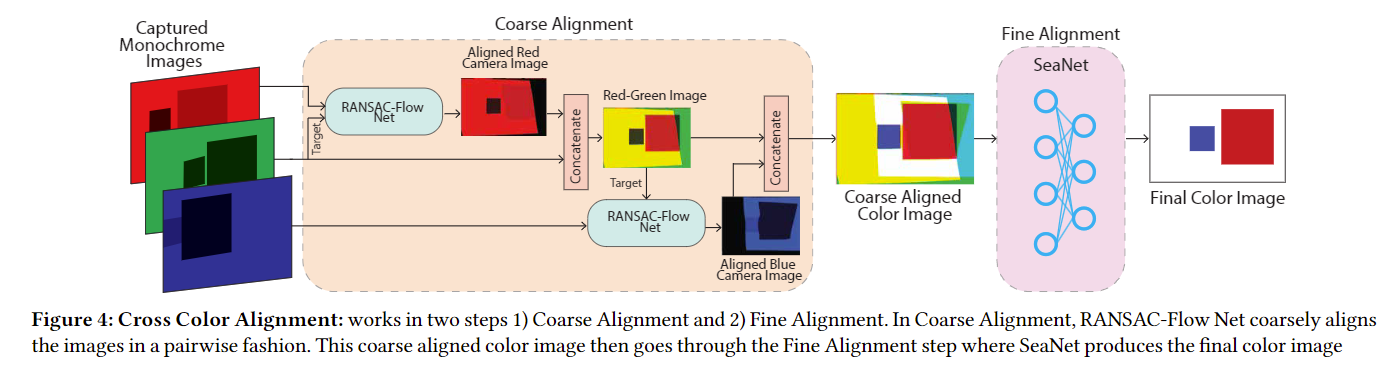 Captured
Monochrome
Images
Coarse Alignment
Aligned Red
Camera Image
RANSAC-Flow
Net
Target
Concatenate
Red-Green Image
Target
RANSAC-Flow
Net
Concatenate
Aligned Blue
Camera Image
Coarse Aligned
Color Image
Fine Alignment
SeaNet
Final Color Image
Figure 4: Cross Color Alignment: works in two steps 1) Coarse Alignment and 2) Fine Alignment. In Coarse Alignment, RANSAC-Flow Net coarsely aligns
the images in a pairwise fashion. This coarse aligned color image then goes through the Fine Alignment step where SeaNet produces the final color image